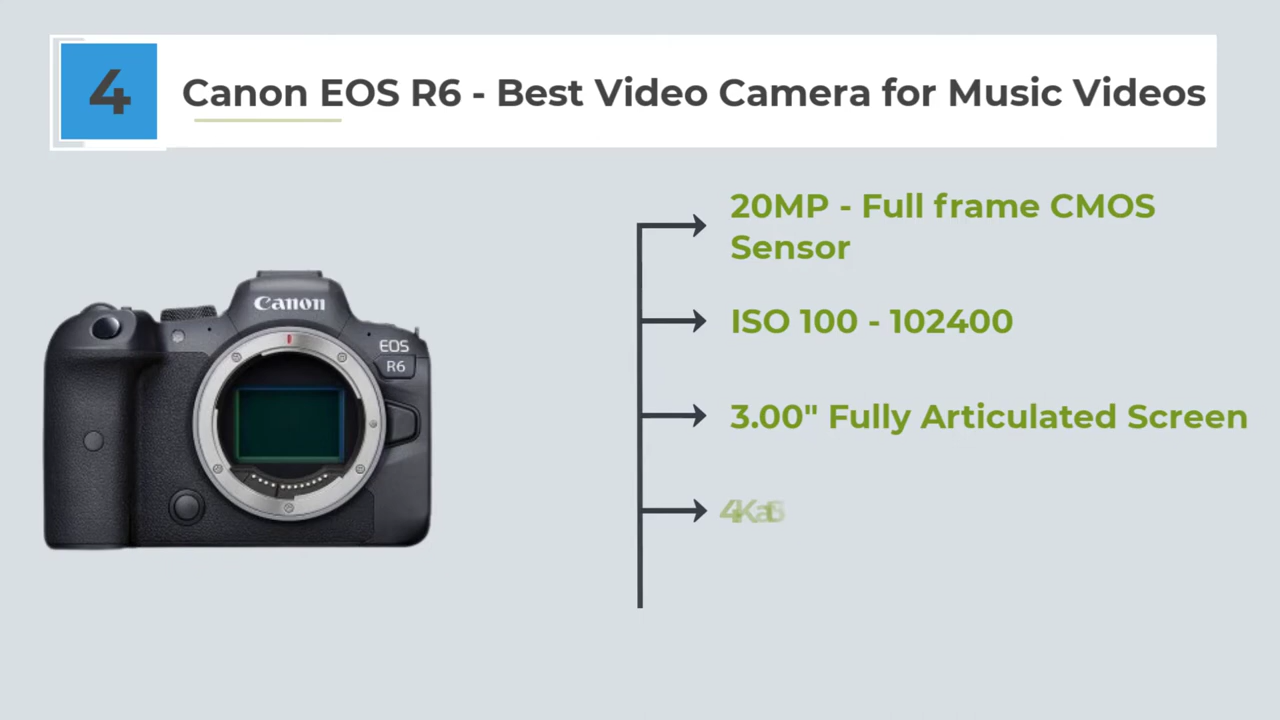 4
Canon EOS R6 - Best Video Camera for Music Videos
20MP - Full frame CMOS
Sensor
ISO 100 - 102400
3.00" Fully Articulated Screen
Canon
EOS
R6